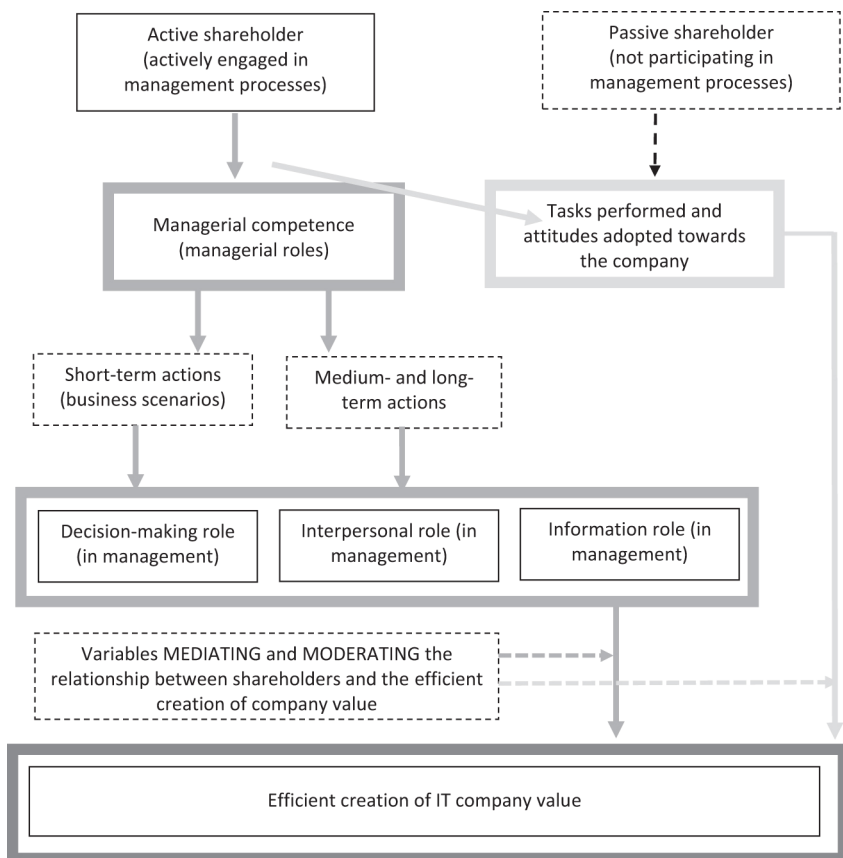 Active shareholder
(actively engaged in
management processes)
Passive shareholder
(not participating in
management processes)
Managerial competence
(managerial roles)
Tasks performed and
attitudes adopted towards
the company
Short-term actions
(business scenarios)
Medium- and long-
term actions
Decision-making role
(in management)
Interpersonal role (in
management)
Information role (in
management)
Variables MEDIATING and MODERATING the
relationship between shareholders and the efficient
creation of company value
Efficient creation of IT company value